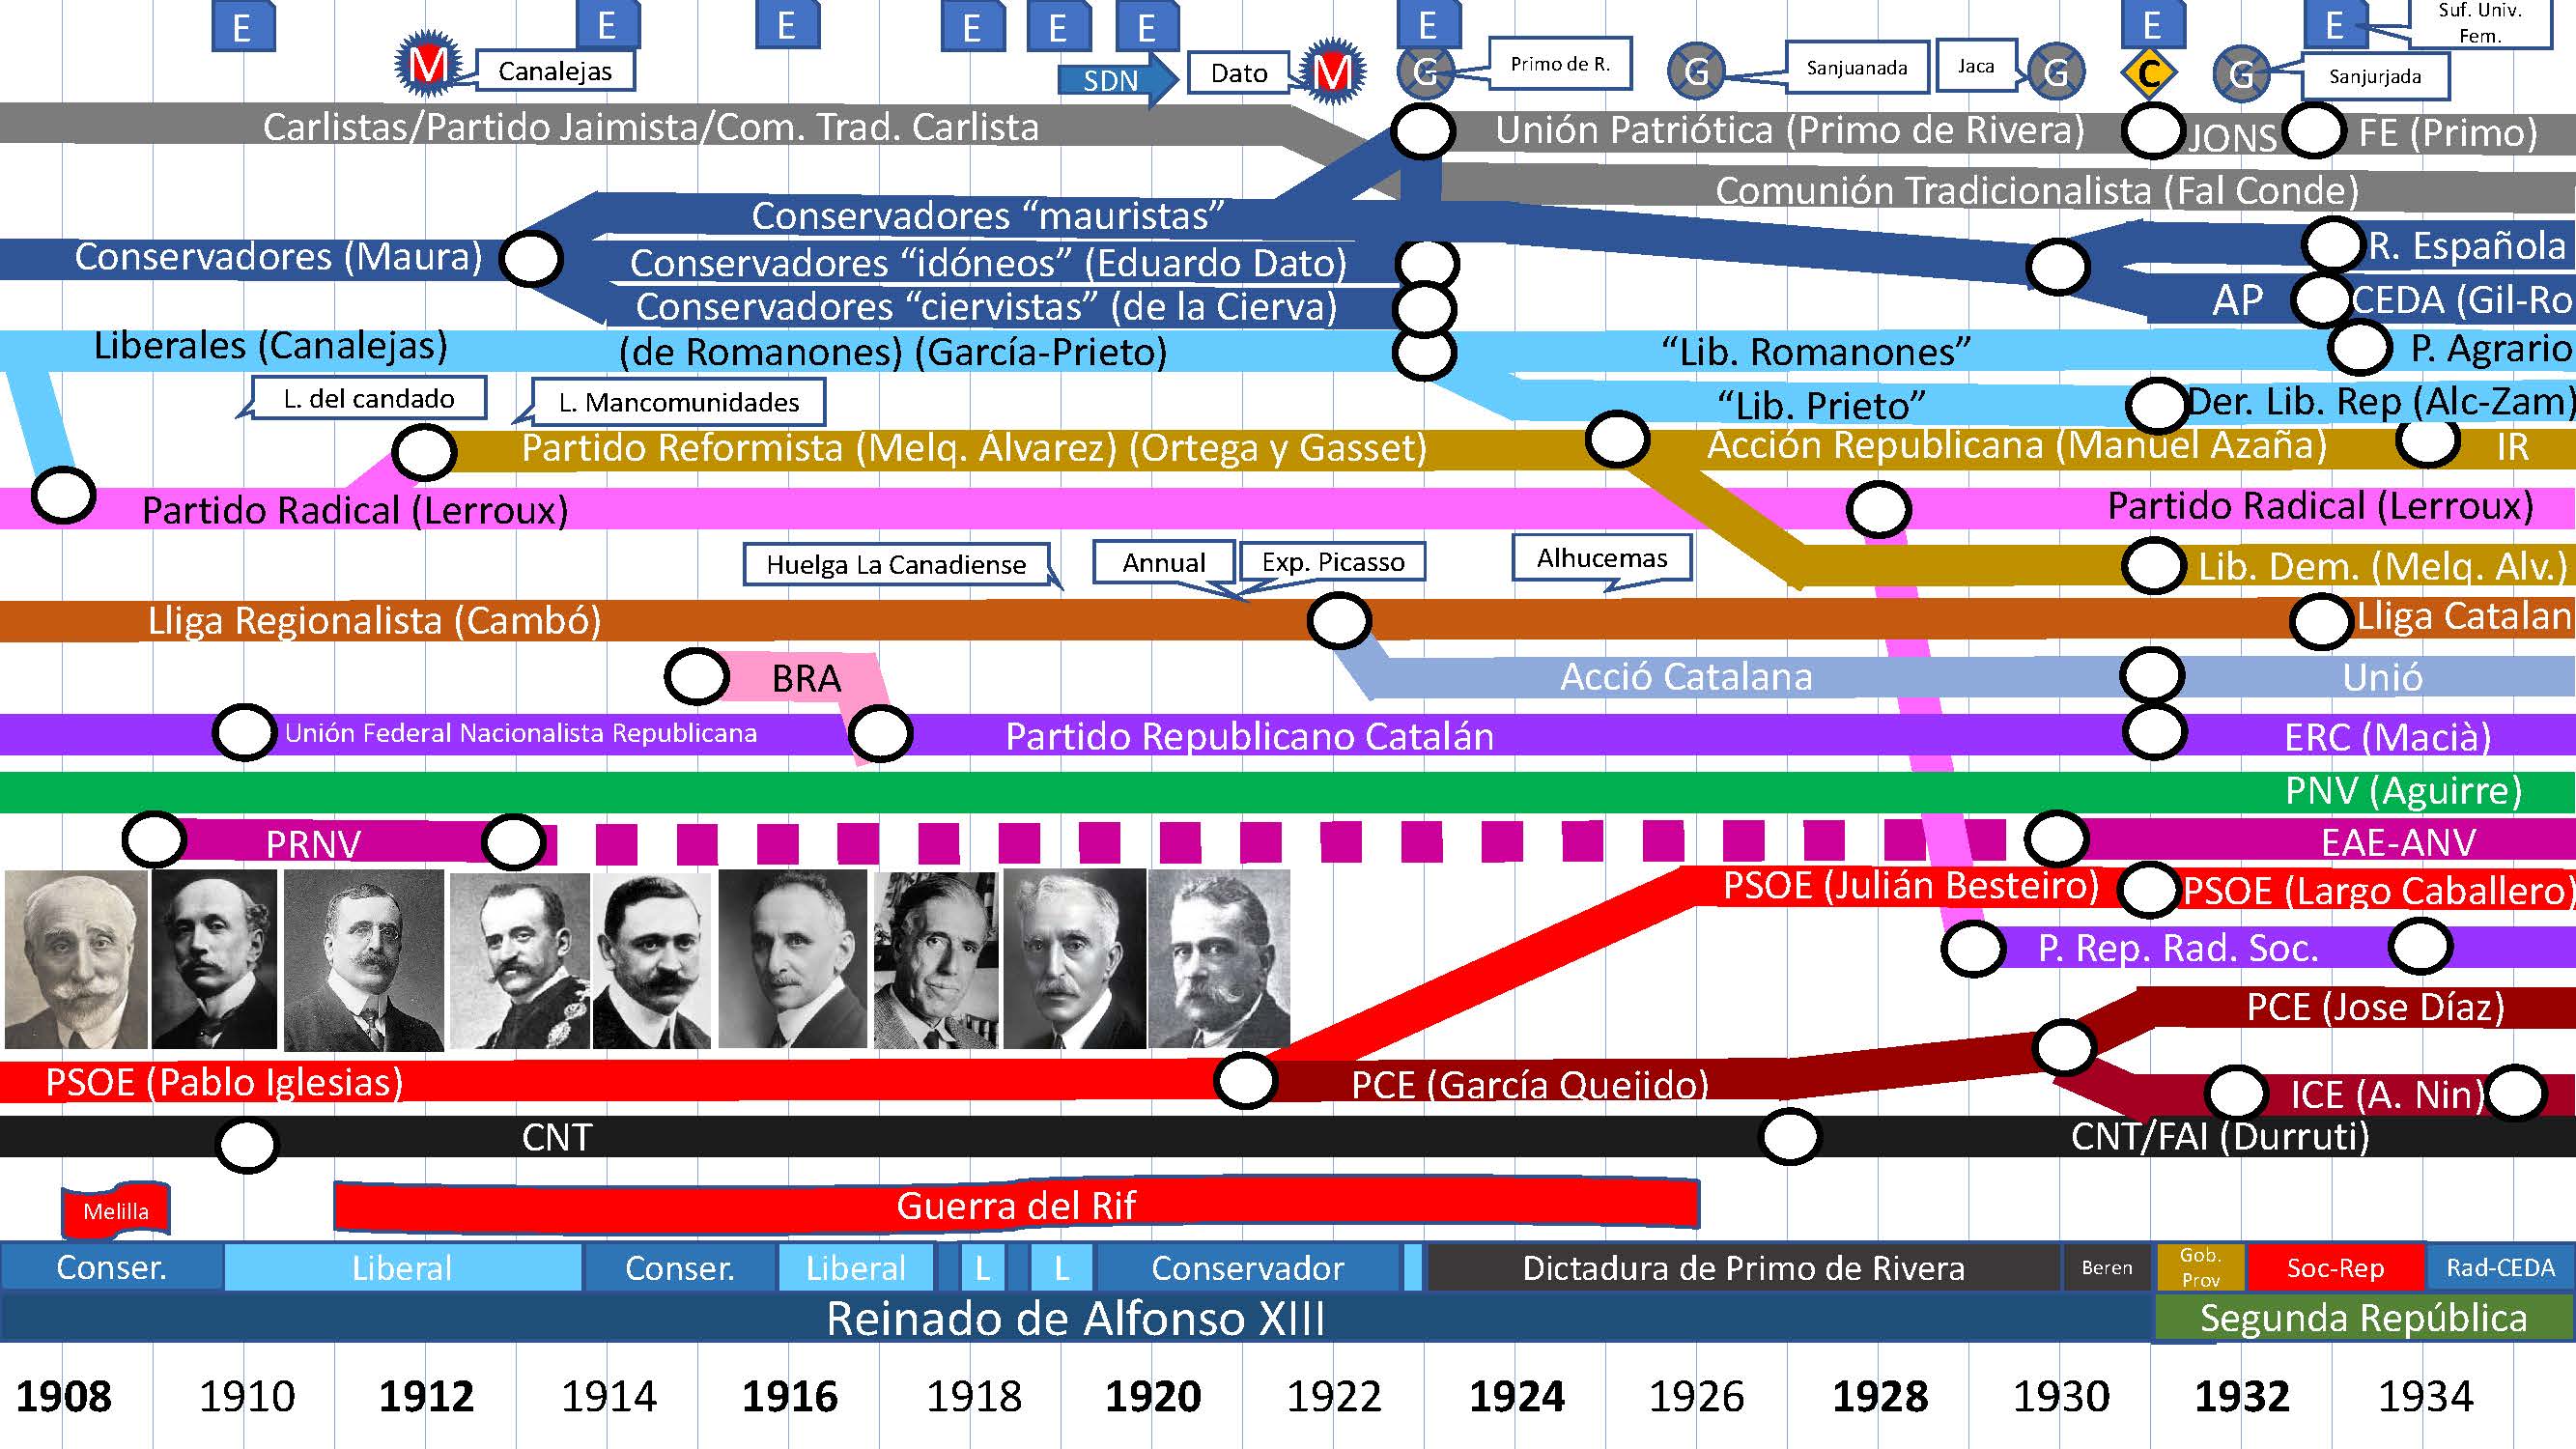 E E E E E E E E E
Suf. Univ.
Fem.
M
Canalejas
SDN
Dato
M
G
Primo de R.
G
Sanjuanada
Jaca
G
C
G
Sanjurjada
Carlistas/Partido Jaimista/Com. Trad. Carlista
Unión Patriótica (Primo de Rivera)
JONS
FE (Primo)
Comunión Tradicionalista (Fal Conde)
Conservadores “mauristas”
Conservadores (Maura)
Conservadores “idóneos” (Eduardo Dato)
R. Española
Conservadores “ciervistas” (de la Cierva)
AP
CEDA (Gil-Ro
Liberales (Canalejas)
(de Romanones) (García-Prieto)
“Lib. Romanones”
P. Agrario
L. del candado
L. Mancomunidades
“Lib. Prieto”
Der. Lib. Rep (Alc-Zam)
Partido Reformista (Melq. Álvarez) (Ortega y Gasset)
Acción Republicana (Manuel Azaña)
IR
Partido Radical (Lerroux)
Partido Radical (Lerroux)
Huelga La Canadiense
Annual
Exp. Picasso
Alhucemas
Lib. Dem. (Melq. Alv.)
Lliga Regionalista (Cambó)
Lliga Catalan
BRA
Acció Catalana
Unió
Unión Federal Nacionalista Republicana
Partido Republicano Catalán
ERC (Macià)
PNV (Aguirre)
PRNV
EAE-ANV
PSOE (Julián Besteiro)
PSOE (Largo Caballero)
P. Rep. Rad. Soc.
PCE (Jose Díaz)
PSOE (Pablo Iglesias)
PCE (García Quejido)
ICE (A. Nin)
CNT
CNT/FAI (Durruti)
Melilla
Guerra del Rif
Conser.
Liberal
Conser.
Liberal
L
L
Conservador
Dictadura de Primo de Rivera
Beren
Gob.
Prov
Soc-Rep
Rad-CEDA
Reinado de Alfonso XIII
Segunda República
1908 1910 1912 1914 1916 1918 1920 1922 1924 1926 1928 1930 1932 1934